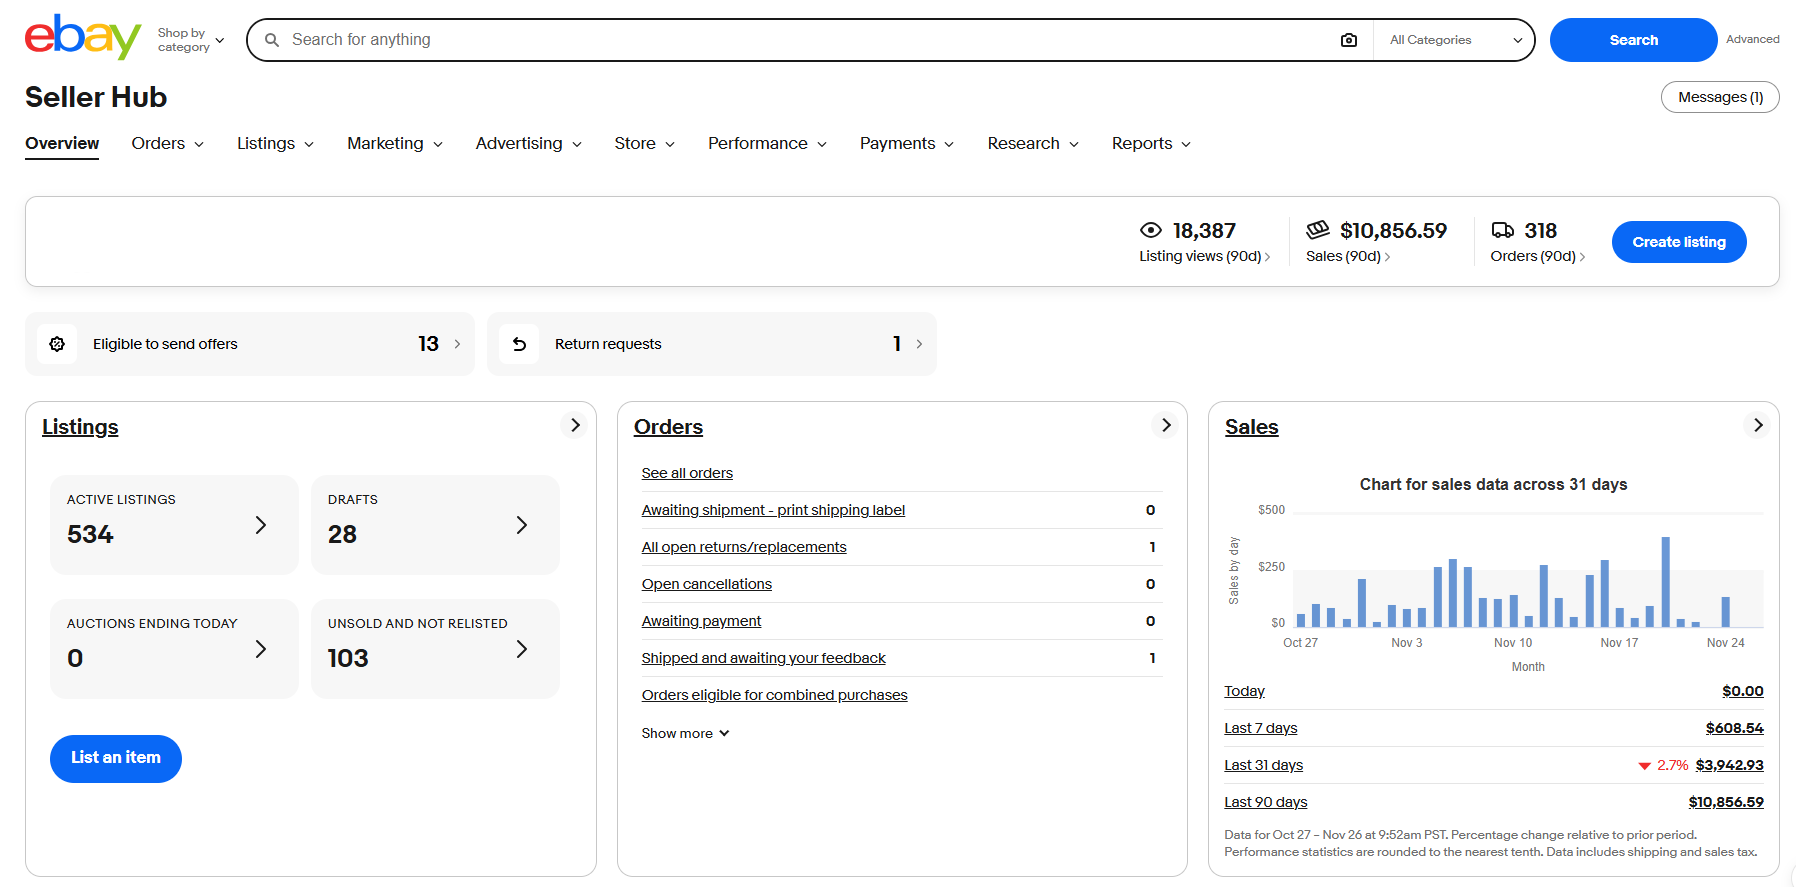 ebay
Shop by
category
Search for anything
All Categories
Search
Advanced
Seller Hub
Messages (1)
Overview
Orders
Listings
Marketing
Advertising
Store
Performance
Payments
Research
Reports
18,387
Listing views (90d)
$10,856.59
Sales (90d)
318
Orders (90d)
Create listing
Eligible to send offers
13
Return requests
1
Listings
ACTIVE LISTINGS
534
DRAFTS
28
AUCTIONS ENDING TODAY
0
UNSOLD AND NOT RELISTED
103
List an item
Orders
See all orders
Awaiting shipment - print shipping label 0
All open returns/replacements 1
Open cancellations 0
Awaiting payment 0
Shipped and awaiting your feedback 1
Orders eligible for combined purchases
Show more
Sales
Chart for sales data across 31 days
$500
$250
$0
Sales by day
Oct 27 Nov 3 Nov 10 Nov 17 Nov 24
Month
Today $0.00
Last 7 days $608.54
Last 31 days 2.7% $3,942.93
Last 90 days $10,856.59
Data for Oct 27 - Nov 26 at 9:52am PST. Percentage change relative to prior period.
Performance statistics are rounded to the nearest tenth. Data includes shipping and sales tax.